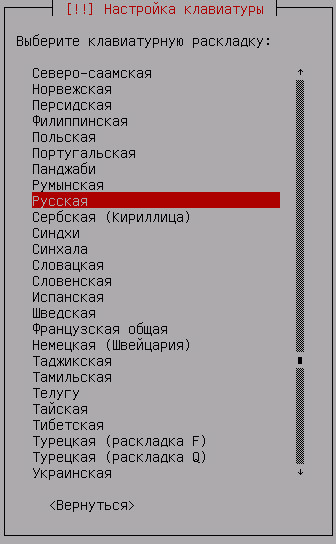 [!!] Настройка клавиатуры
Выберите клавиатурную раскладку:
Северо-саамская
Норвежская
Персидская
Филиппинская
Польская
Португальская
Панджаби
Румынская
Русская
Сербская (Кириллица)
Синдхи
Синхала
Словацкая
Словенская
Испанская
Шведская
Французская общая
Немецкая (Швейцария)
Таджикская
Тамильская
Телугу
Тайская
Тибетская
Турецкая (раскладка F)
Турецкая (раскладка Q)
Украинская
<Вернуться>